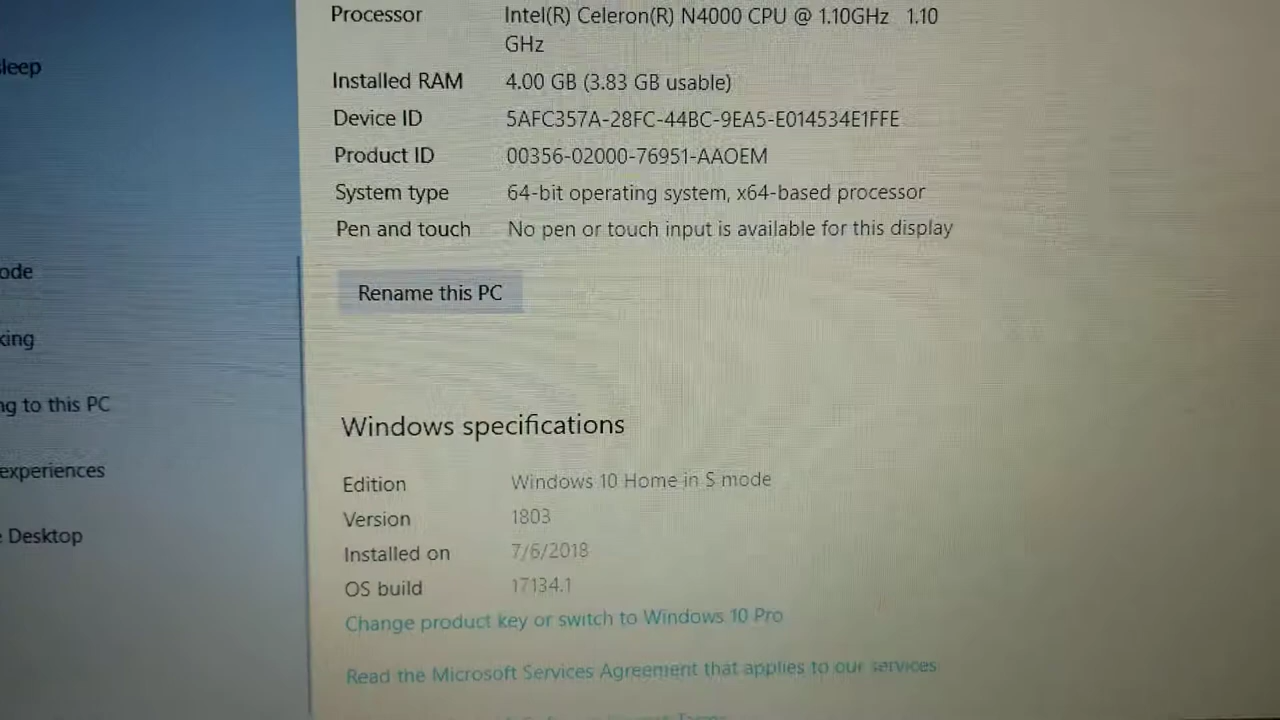 Processor Intel(R) Celeron(R) N4000 CPU @ 1.10GHz 1.10
GHz
Installed RAM 4.00 GB (3.83 GB usable)
Device ID 5AFC357A-28FC-44BC-9EA5-E014534E1FFE
Product ID 00356-02000-76951-AAOEM
System type 64-bit operating system, x64-based processor
Pen and touch No pen or touch input is available for this display
Rename this PC
Windows specifications
Edition Windows 10 Home in S mode
Version 1803
Installed on 7/6/2018
OS build 17134.1
Change product key or switch to Windows 10 Pro
Read the Microsoft Services Agreement that applies to our services
leep
ode
king
ng to this PC
experiences
Desktop